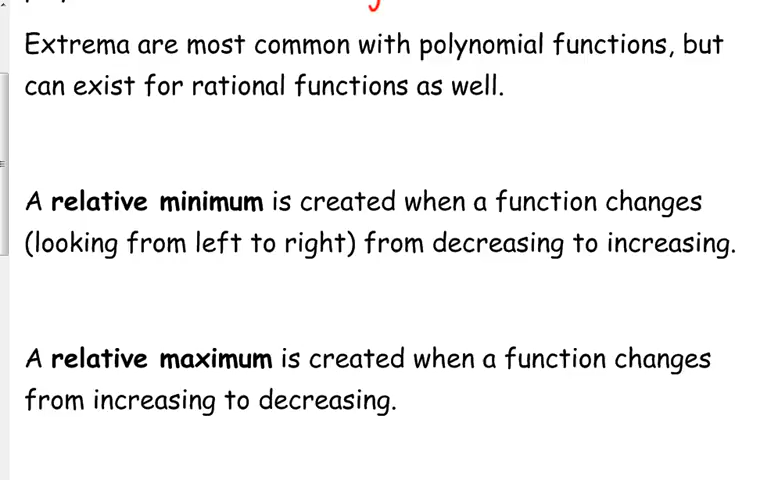 Extrema are most common with polynomial functions, but
can exist for rational functions as well.
A relative minimum is created when a function changes
(looking from left to right) from decreasing to increasing.
A relative maximum is created when a function changes
from increasing to decreasing.